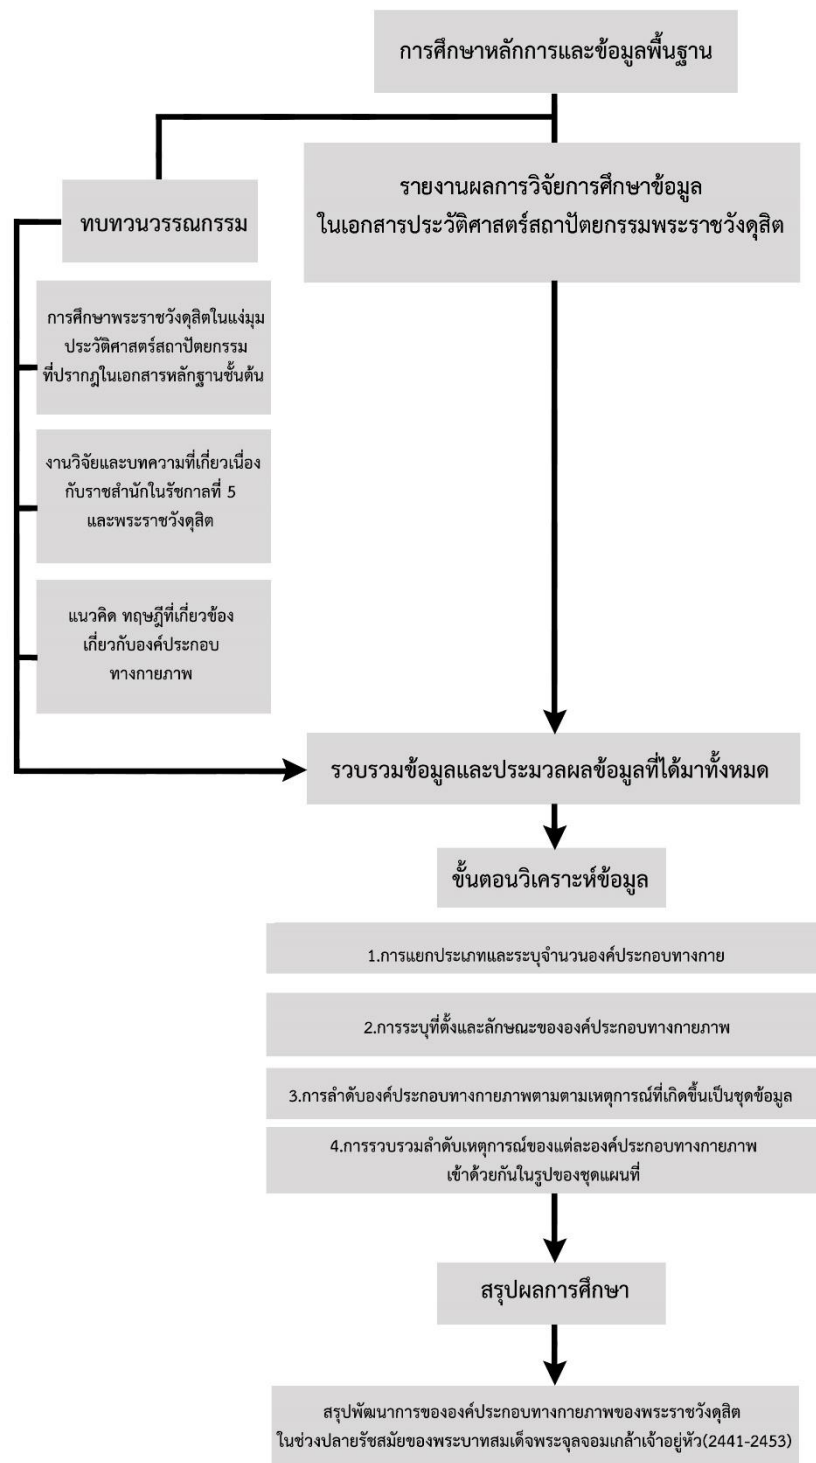 การศึกษาหลักการและข้อมูลพื้นฐาน
ทบทวนวรรณกรรม
รายงานผลการวิจัยการศึกษาข้อมูล
ในเอกสารประวัติศาสตร์สถาปัตยกรรมพระราชวังดุสิต
การศึกษาพระราชวังดุสิตในแง่มุม
ประวัติศาสตร์สถาปัตยกรรม
ที่ปรากฎในเอกสารหลักฐานชั้นต้น
งานวิจัยและบทความที่เกี่ยวเนื่อง
กับราชสำนักในรัชกาลที่ 5
และพระราชวังดุสิต
แนวคิด ทฤษฎีที่เกี่ยวข้อง
เกี่ยวกับองค์ประกอบ
ทางกายภาพ
รวบรวมข้อมูลและประมวลผลข้อมูลที่ได้มาทั้งหมด
ขั้นตอนวิเคราะห์ข้อมูล
1.การแยกประเภทและระบุจำนวนองค์ประกอบทางกาย
2.การระบุที่ตั้งและลักษณะขององค์ประกอบทางกายภาพ
3.การลำดับองค์ประกอบทางกายภาพตามตามเหตุการณ์ที่เกิดขึ้นเป็นชุดข้อมูล
4.การรวบรวมลำดับเหตุการณ์ของแต่ละองค์ประกอบทางกายภาพ
เข้าด้วยกันในรูปของชุดแผนที่
สรุปผลการศึกษา
สรุปพัฒนาการขององค์ประกอบทางกายภาพของพระราชวังดุสิต
ในช่วงปลายรัชสมัยของพระบาทสมเด็จพระจุลจอมเกล้าเจ้าอยู่หัว(2441-2453)